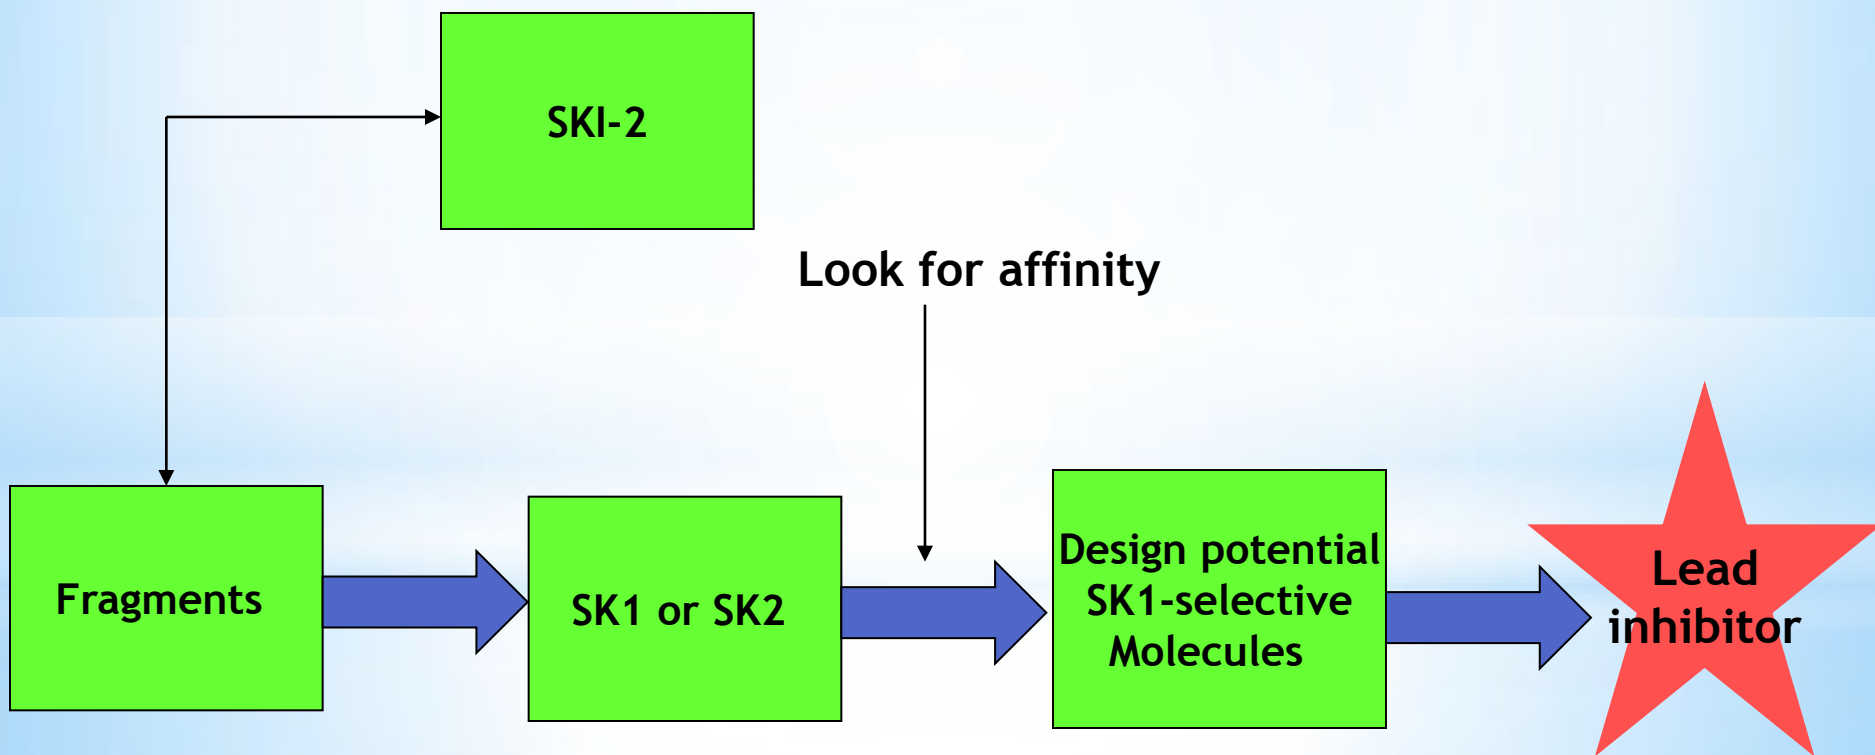 SKI-2
Look for affinity
Fragments
SK1 or SK2
Design potential
SK1-selective
Molecules
Lead
inhibitor